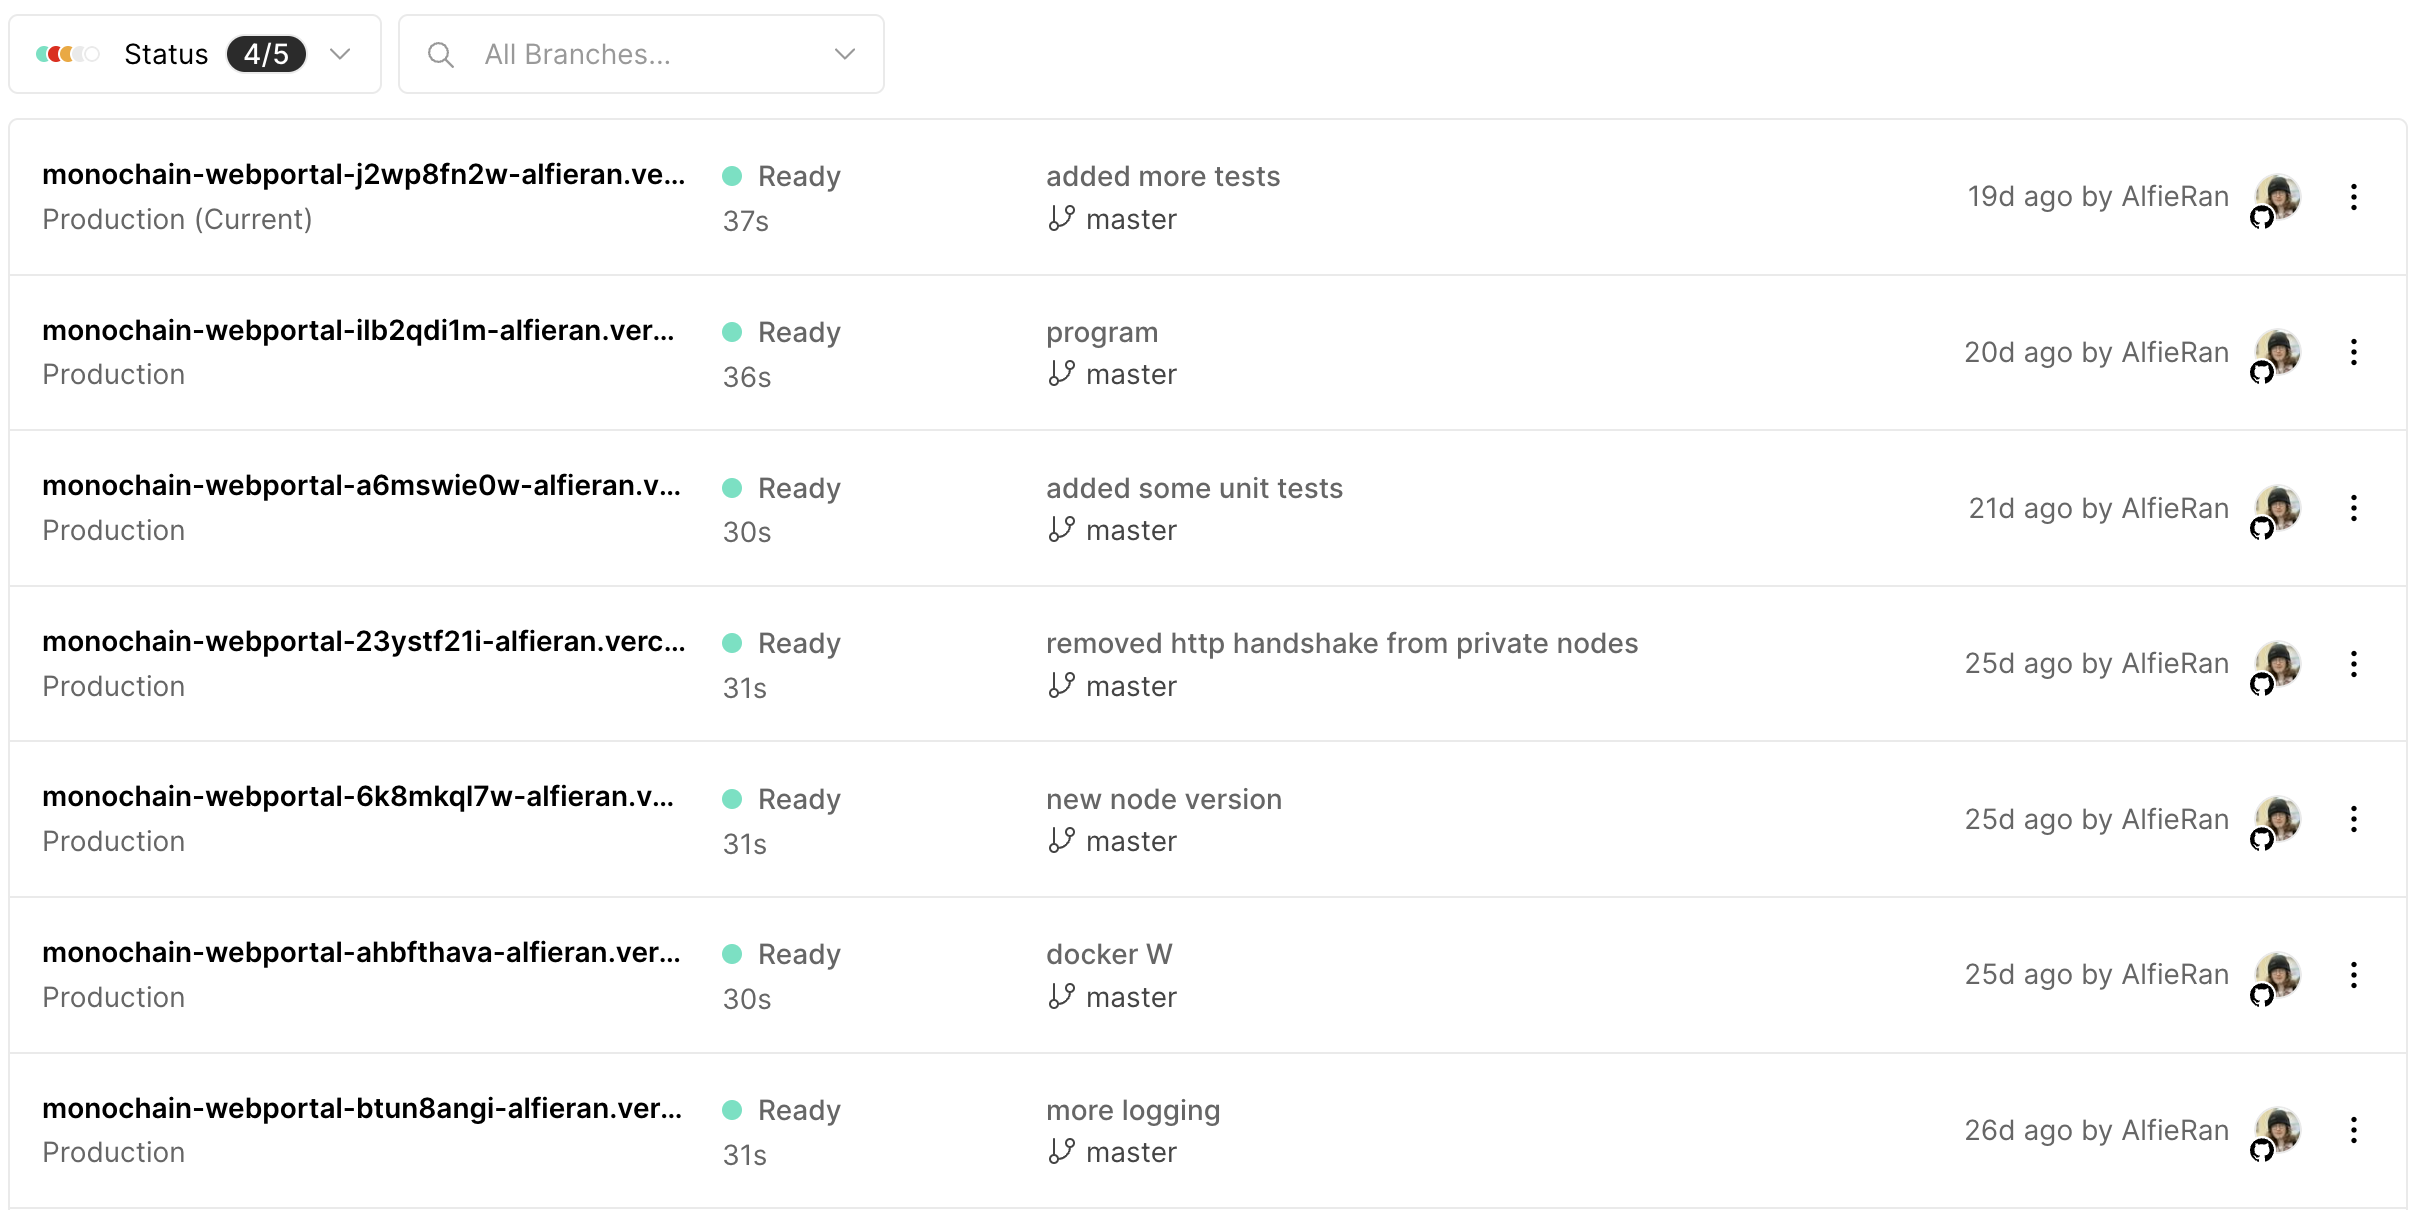 Status 4/5 All Branches...
monochain-webportal-j2wp8fn2w-alfieran.ve... Ready added more tests 19d ago by AlfieRan
Production (Current) 37s master
monochain-webportal-ilb2qdi1m-alfieran.ver... Ready program 20d ago by AlfieRan
Production 36s master
monochain-webportal-a6mswie0w-alfieran.v... Ready added some unit tests 21d ago by AlfieRan
Production 30s master
monochain-webportal-23ystf21i-alfieran.verc... Ready removed http handshake from private nodes 25d ago by AlfieRan
Production 31s master
monochain-webportal-6k8mkql7w-alfieran.v... Ready new node version 25d ago by AlfieRan
Production 31s master
monochain-webportal-ahbfthava-alfieran.ver... Ready docker W 25d ago by AlfieRan
Production 30s master
monochain-webportal-btun8angi-alfieran.ver... Ready more logging 26d ago by AlfieRan
Production 31s master